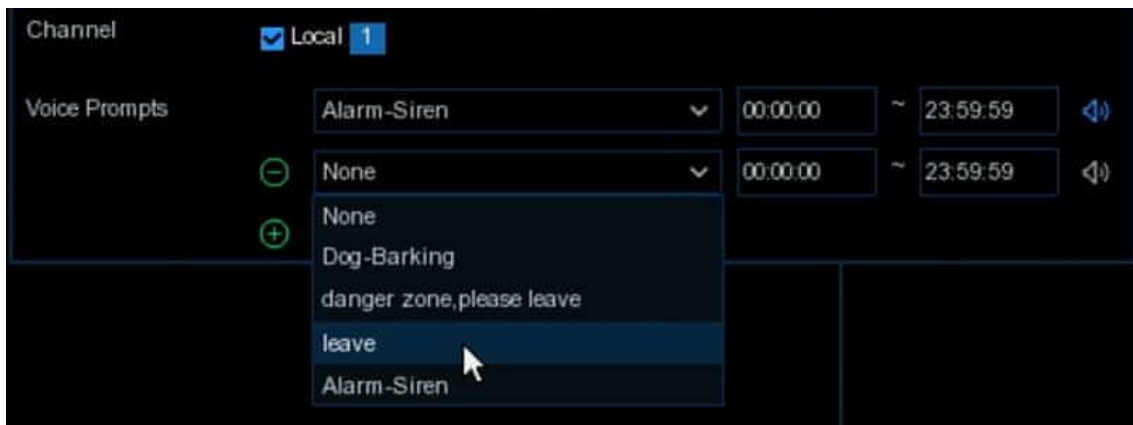 Channel Local 1
Voice Prompts Alarm-Siren 00:00:00 ~ 23:59:59
None 00:00:00 ~ 23:59:59
None
Dog-Barking
danger zone,please leave
leave
Alarm-Siren